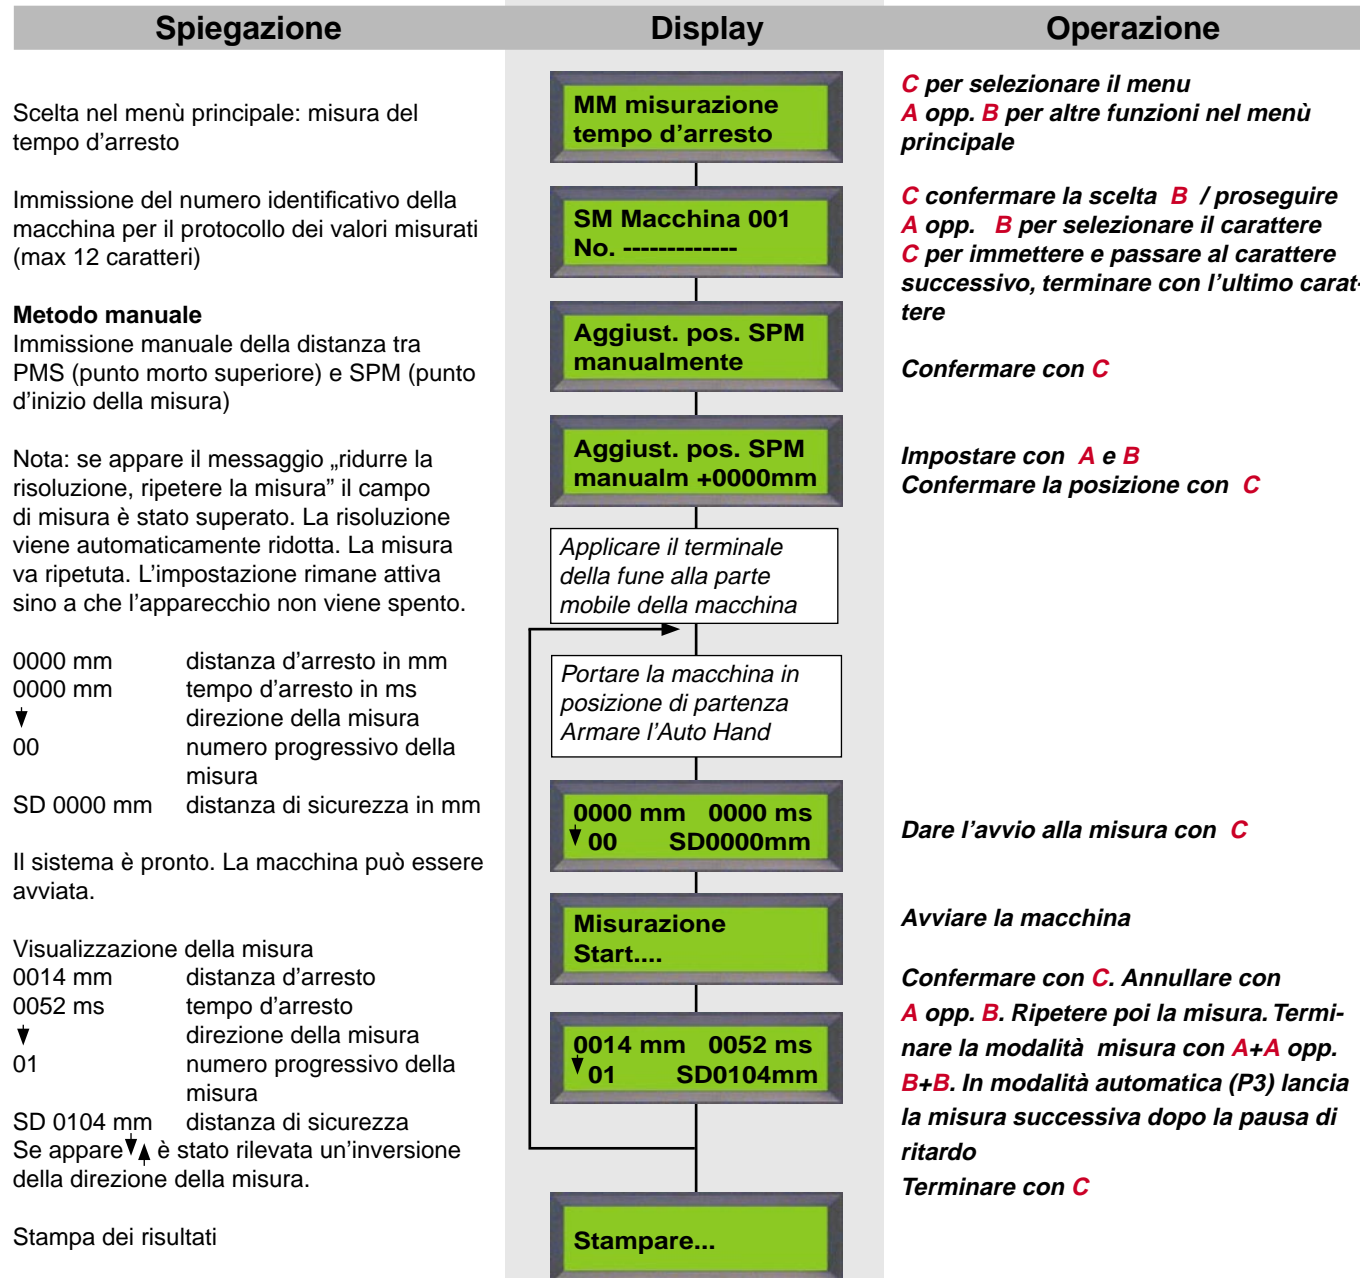 Spiegazione
Display
Operazione
Scelta nel menù principale: misura del
tempo d'arresto
MM misurazione
tempo d'arresto
C per selezionare il menu
A opp. B per altre funzioni nel menù
principale
Immissione del numero identificativo della
macchina per il protocollo dei valori misurati
(max 12 caratteri)
SM Macchina 001
No. -------------
C confermare la scelta B / proseguire
A opp. B per selezionare il carattere
C per immettere e passare al carattere
successivo, terminare con l'ultimo carat-
tere
Metodo manuale
Immissione manuale della distanza tra
PMS (punto morto superiore) e SPM (punto
d'inizio della misura)
Aggiust. pos. SPM
manualmente
Confermare con C
Nota: se appare il messaggio „ridurre la
risoluzione, ripetere la misura” il campo
di misura è stato superato. La risoluzione
viene automaticamente ridotta. La misura
va ripetuta. L'impostazione rimane attiva
sino a che l'apparecchio non viene spento.
Aggiust. pos. SPM
manualm +0000mm
Impostare con A e B
Confermare la posizione con C
Applicare il terminale
della fune alla parte
mobile della macchina
0000 mm distanza d'arresto in mm
0000 mm tempo d'arresto in ms
direzione della misura
00 numero progressivo della
misura
SD 0000 mm distanza di sicurezza in mm
Portare la macchina in
posizione di partenza
Armare l'Auto Hand
0000 mm 0000 ms
00 SD0000mm
Dare l'avvio alla misura con C
Il sistema è pronto. La macchina può essere
avviata.
Misurazione
Start....
Avviare la macchina
Visualizzazione della misura
0014 mm distanza d'arresto
0052 ms tempo d'arresto
direzione della misura
01 numero progressivo della
misura
SD 0104 mm distanza di sicurezza
Se appare è stato rilevata un'inversione
della direzione della misura.
0014 mm 0052 ms
01 SD0104mm
Confermare con C. Annullare con
A opp. B. Ripetere poi la misura. Termi-
nare la modalità misura con A+A opp.
B+B. In modalità automatica (P3) lancia
la misura successiva dopo la pausa di
ritardo
Terminare con C
Stampa dei risultati
Stampare...